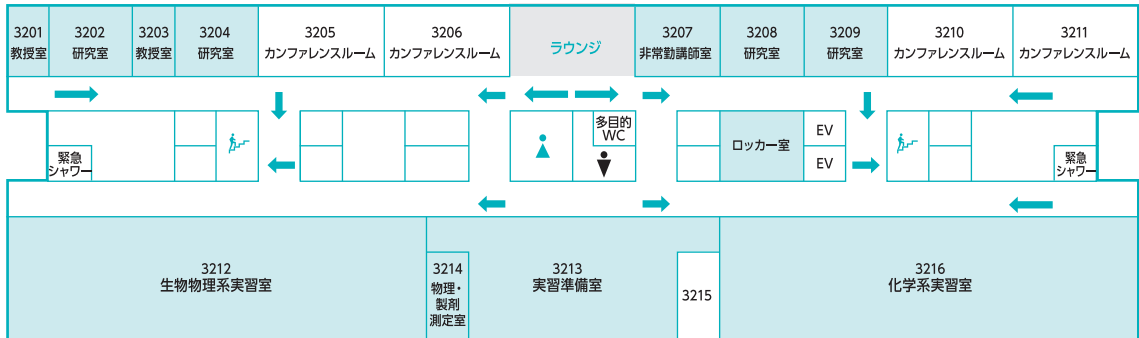 3201
教授室
3202
研究室
3203
教授室
3204
研究室
3205
カンファレンスルーム
3206
カンファレンスルーム
ラウンジ
3207
非常勤講師室
3208
研究室
3209
研究室
3210
カンファレンスルーム
3211
カンファレンスルーム
緊急
シャワー
多目的
WC
ロッカー室
EV
EV
緊急
シャワー
3212
生物物理系実習室
3214
物理・
製剤
測定室
3213
実習準備室
3215
3216
化学系実習室